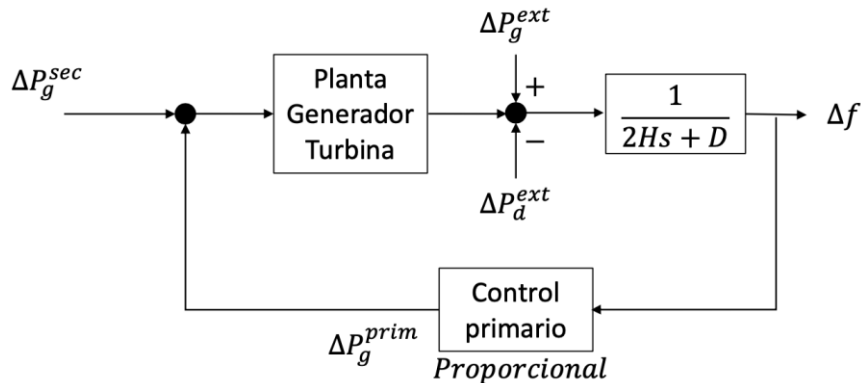 ΔP_g^{ext}
ΔP_g^{sec}
Planta
Generador
Turbina
+
−
1
2Hs + D
Δf
ΔP_d^{ext}
Control
primario
ΔP_g^{prim}
Proporcional